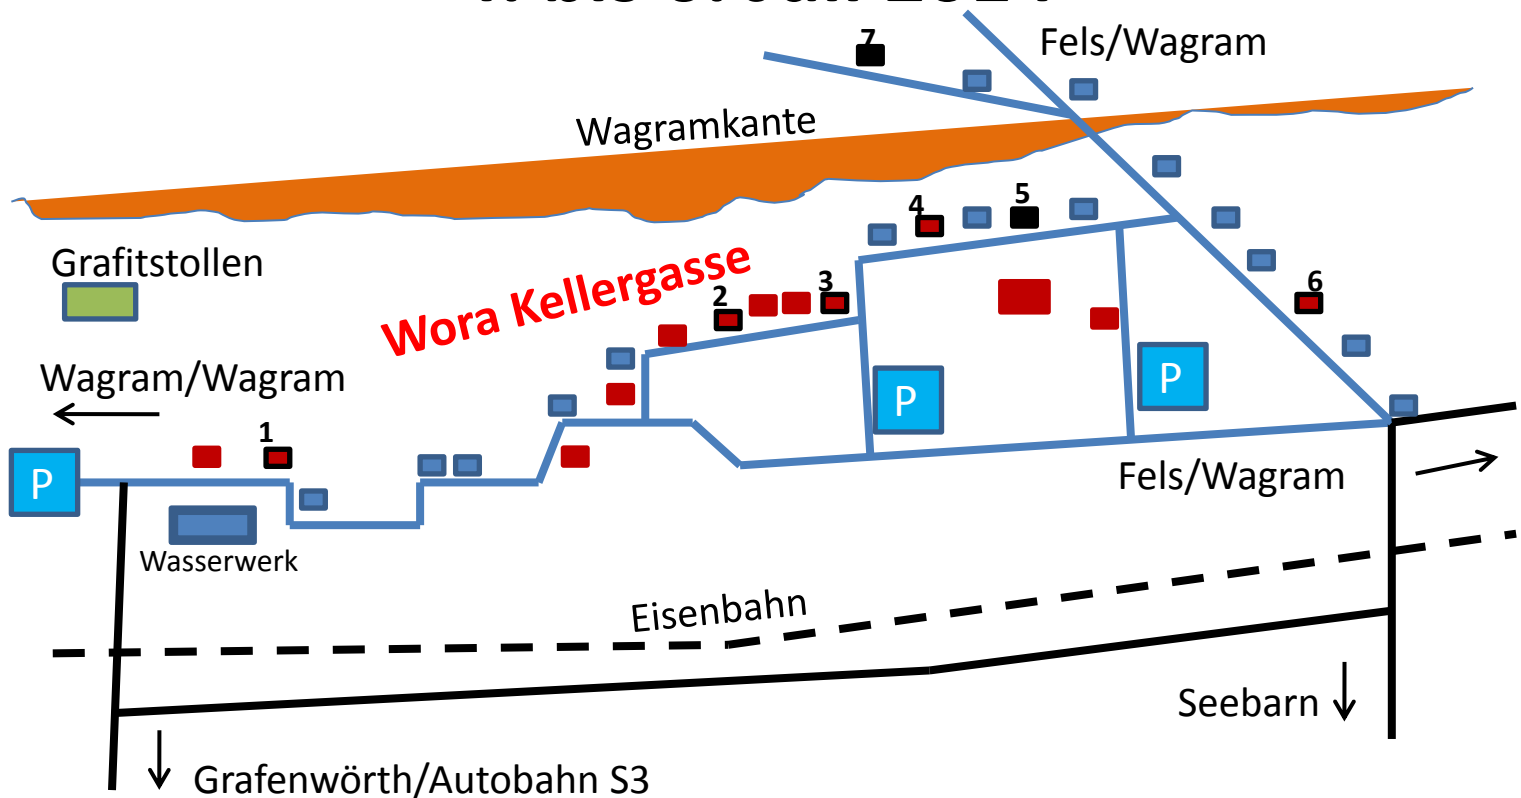 7
Fels/Wagram
Wagramkante
4
5
Grafitstollen
Wora Kellergasse
2
3
6
Wagram/Wagram
P
P
1
P
Fels/Wagram
Wasserwerk
Eisenbahn
Seebarn
Grafenwörth/Autobahn S3